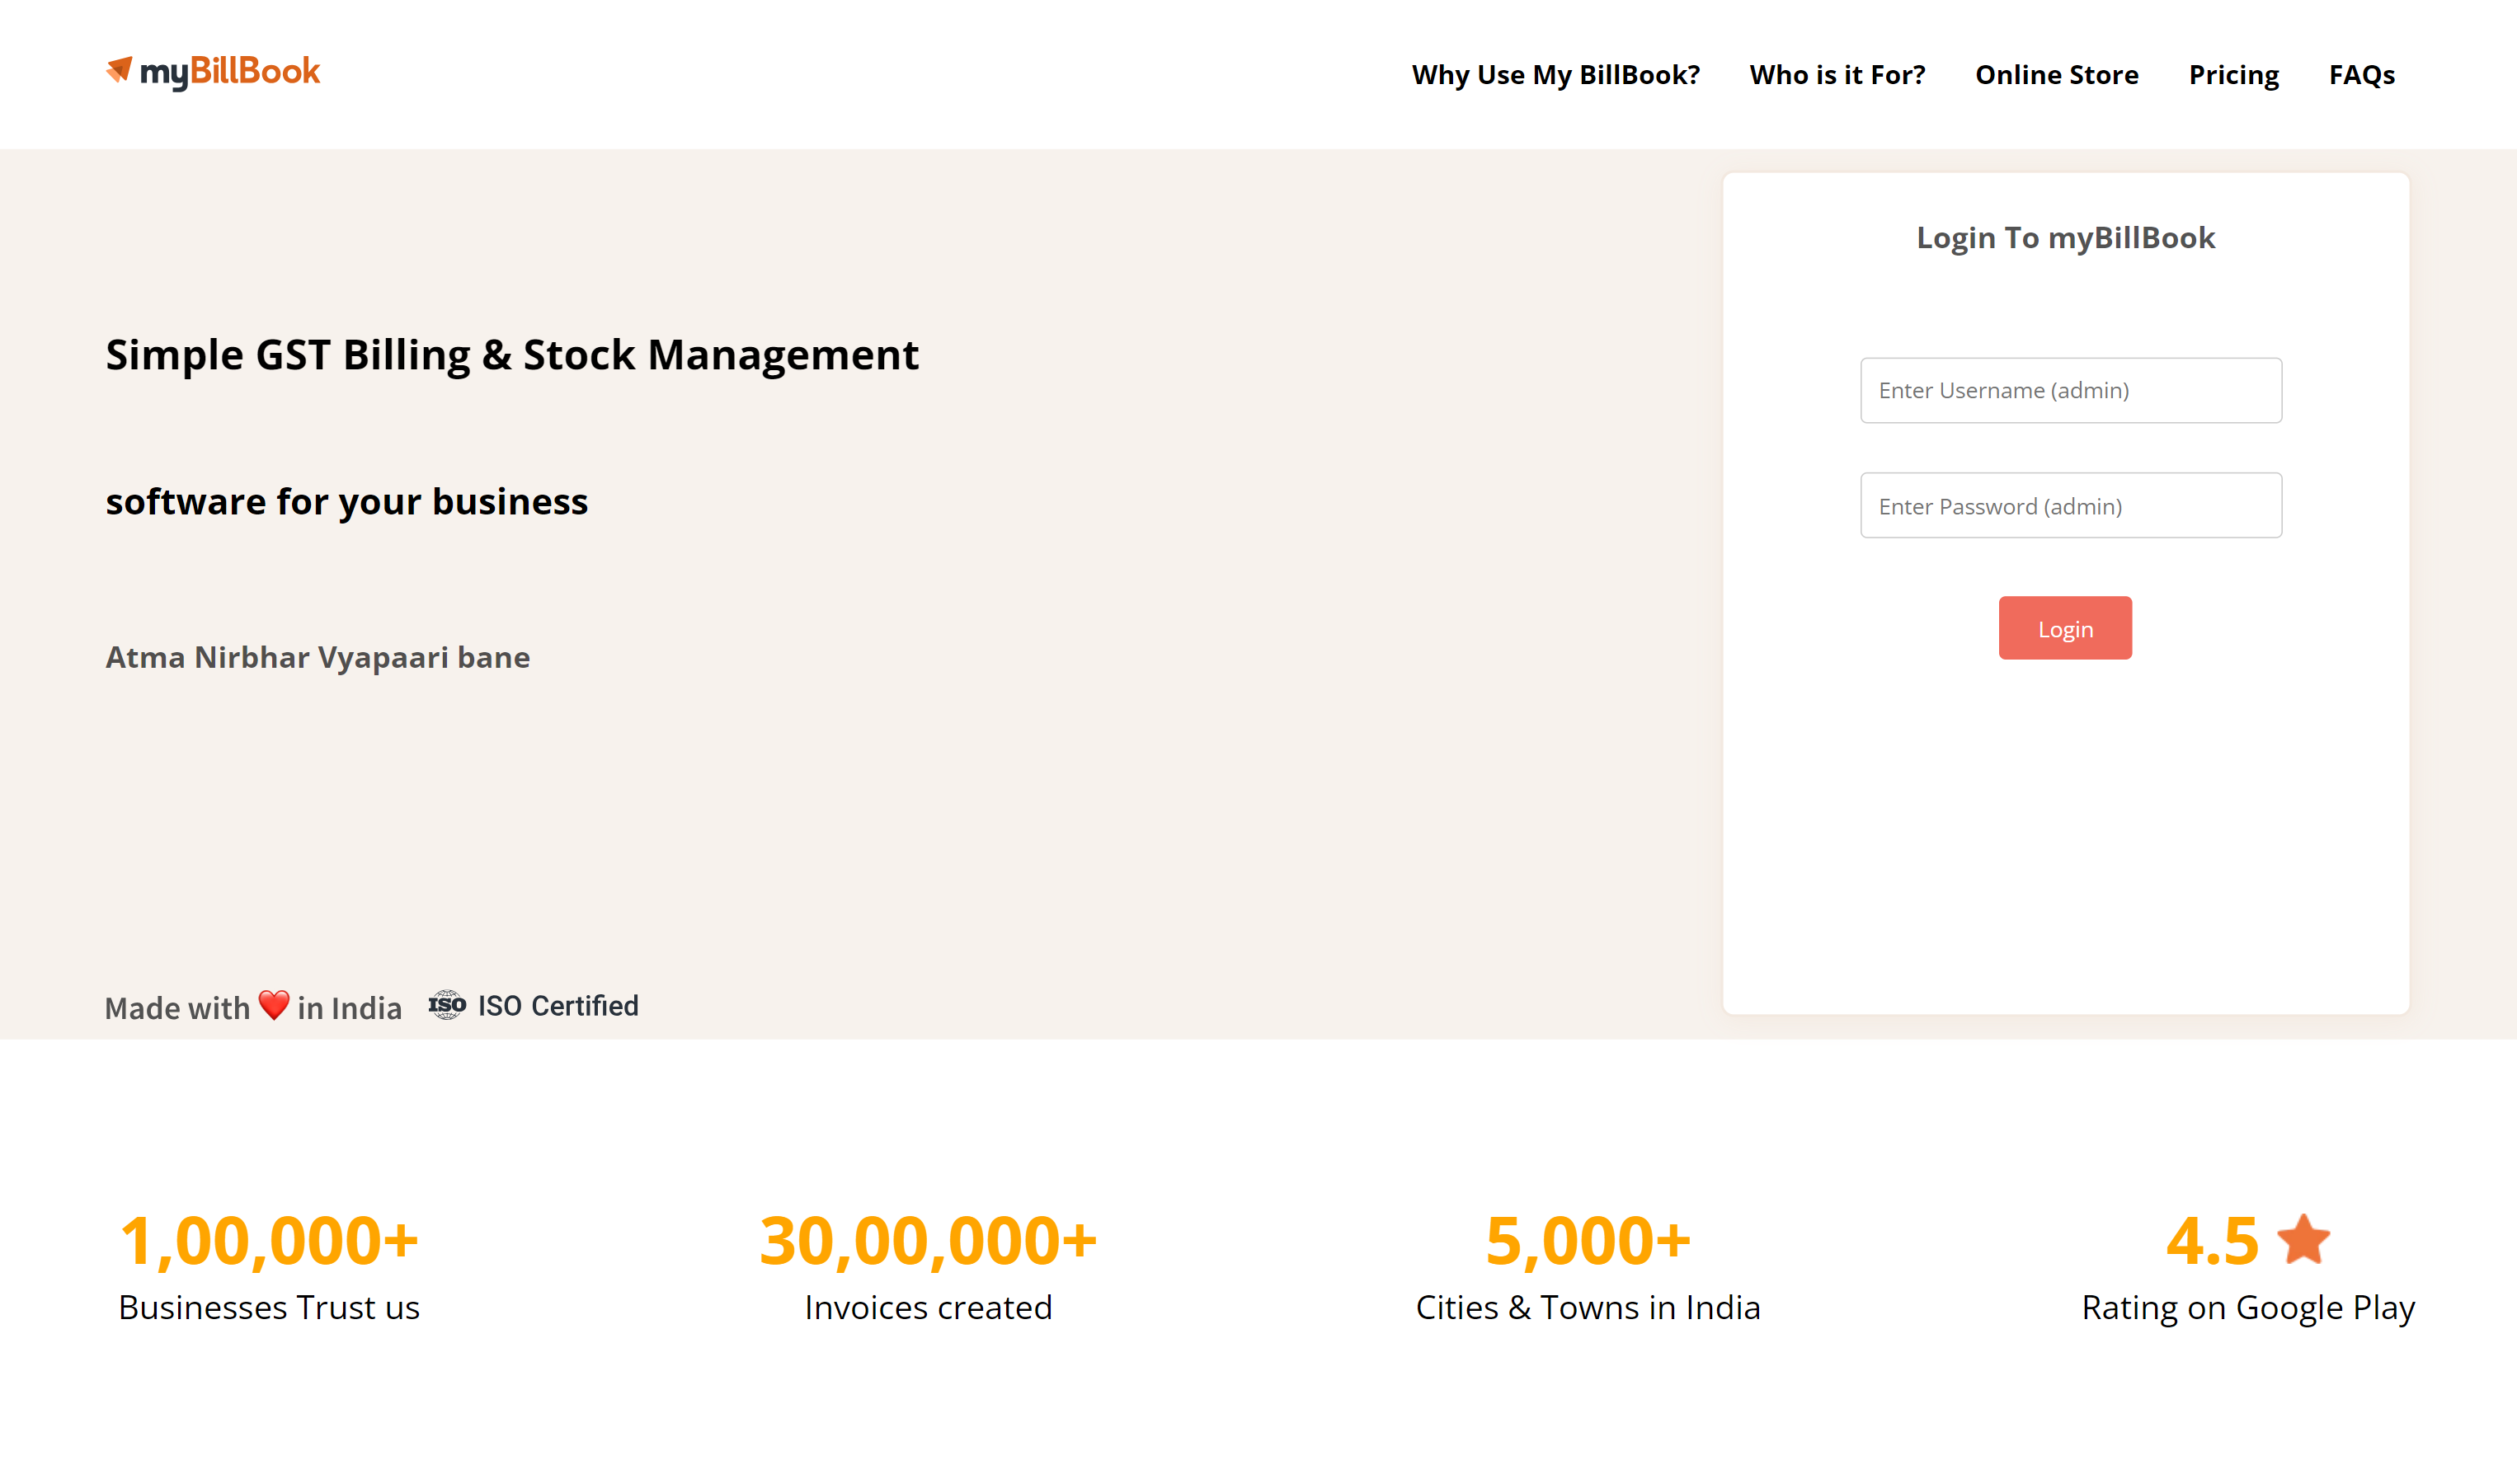 myBillBook
Why Use My BillBook? Who is it For? Online Store Pricing FAQs
Simple GST Billing & Stock Management
software for your business
Atma Nirbhar Vyapaari bane
Made with ❤️ in India ISO ISO Certified
Login To myBillBook
Enter Username (admin)
Enter Password (admin)
Login
1,00,000+
Businesses Trust us
30,00,000+
Invoices created
5,000+
Cities & Towns in India
4.5
Rating on Google Play